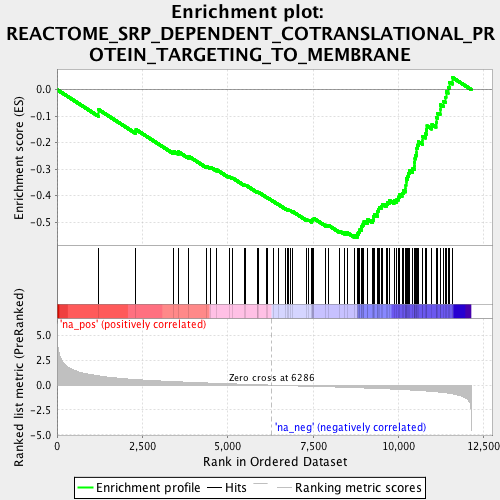 Enrichment plot:
REACTOME_SRP_DEPENDENT_COTRANSLATIONAL_PR
OTEIN_TARGETING_TO_MEMBRANE
Enrichment score (ES)
0.0
-0.1
-0.2
-0.3
-0.4
-0.5
'na_pos' (positively correlated)
Ranked list metric (PreRanked)
5.0
2.5
0.0
-2.5
-5.0
Zero cross at 6286
'na_neg' (negatively correlated)
0
2,500
5,000
7,500
10,000
12,500
Rank in Ordered Dataset
Enrichment profile
Hits
Ranking metric scores